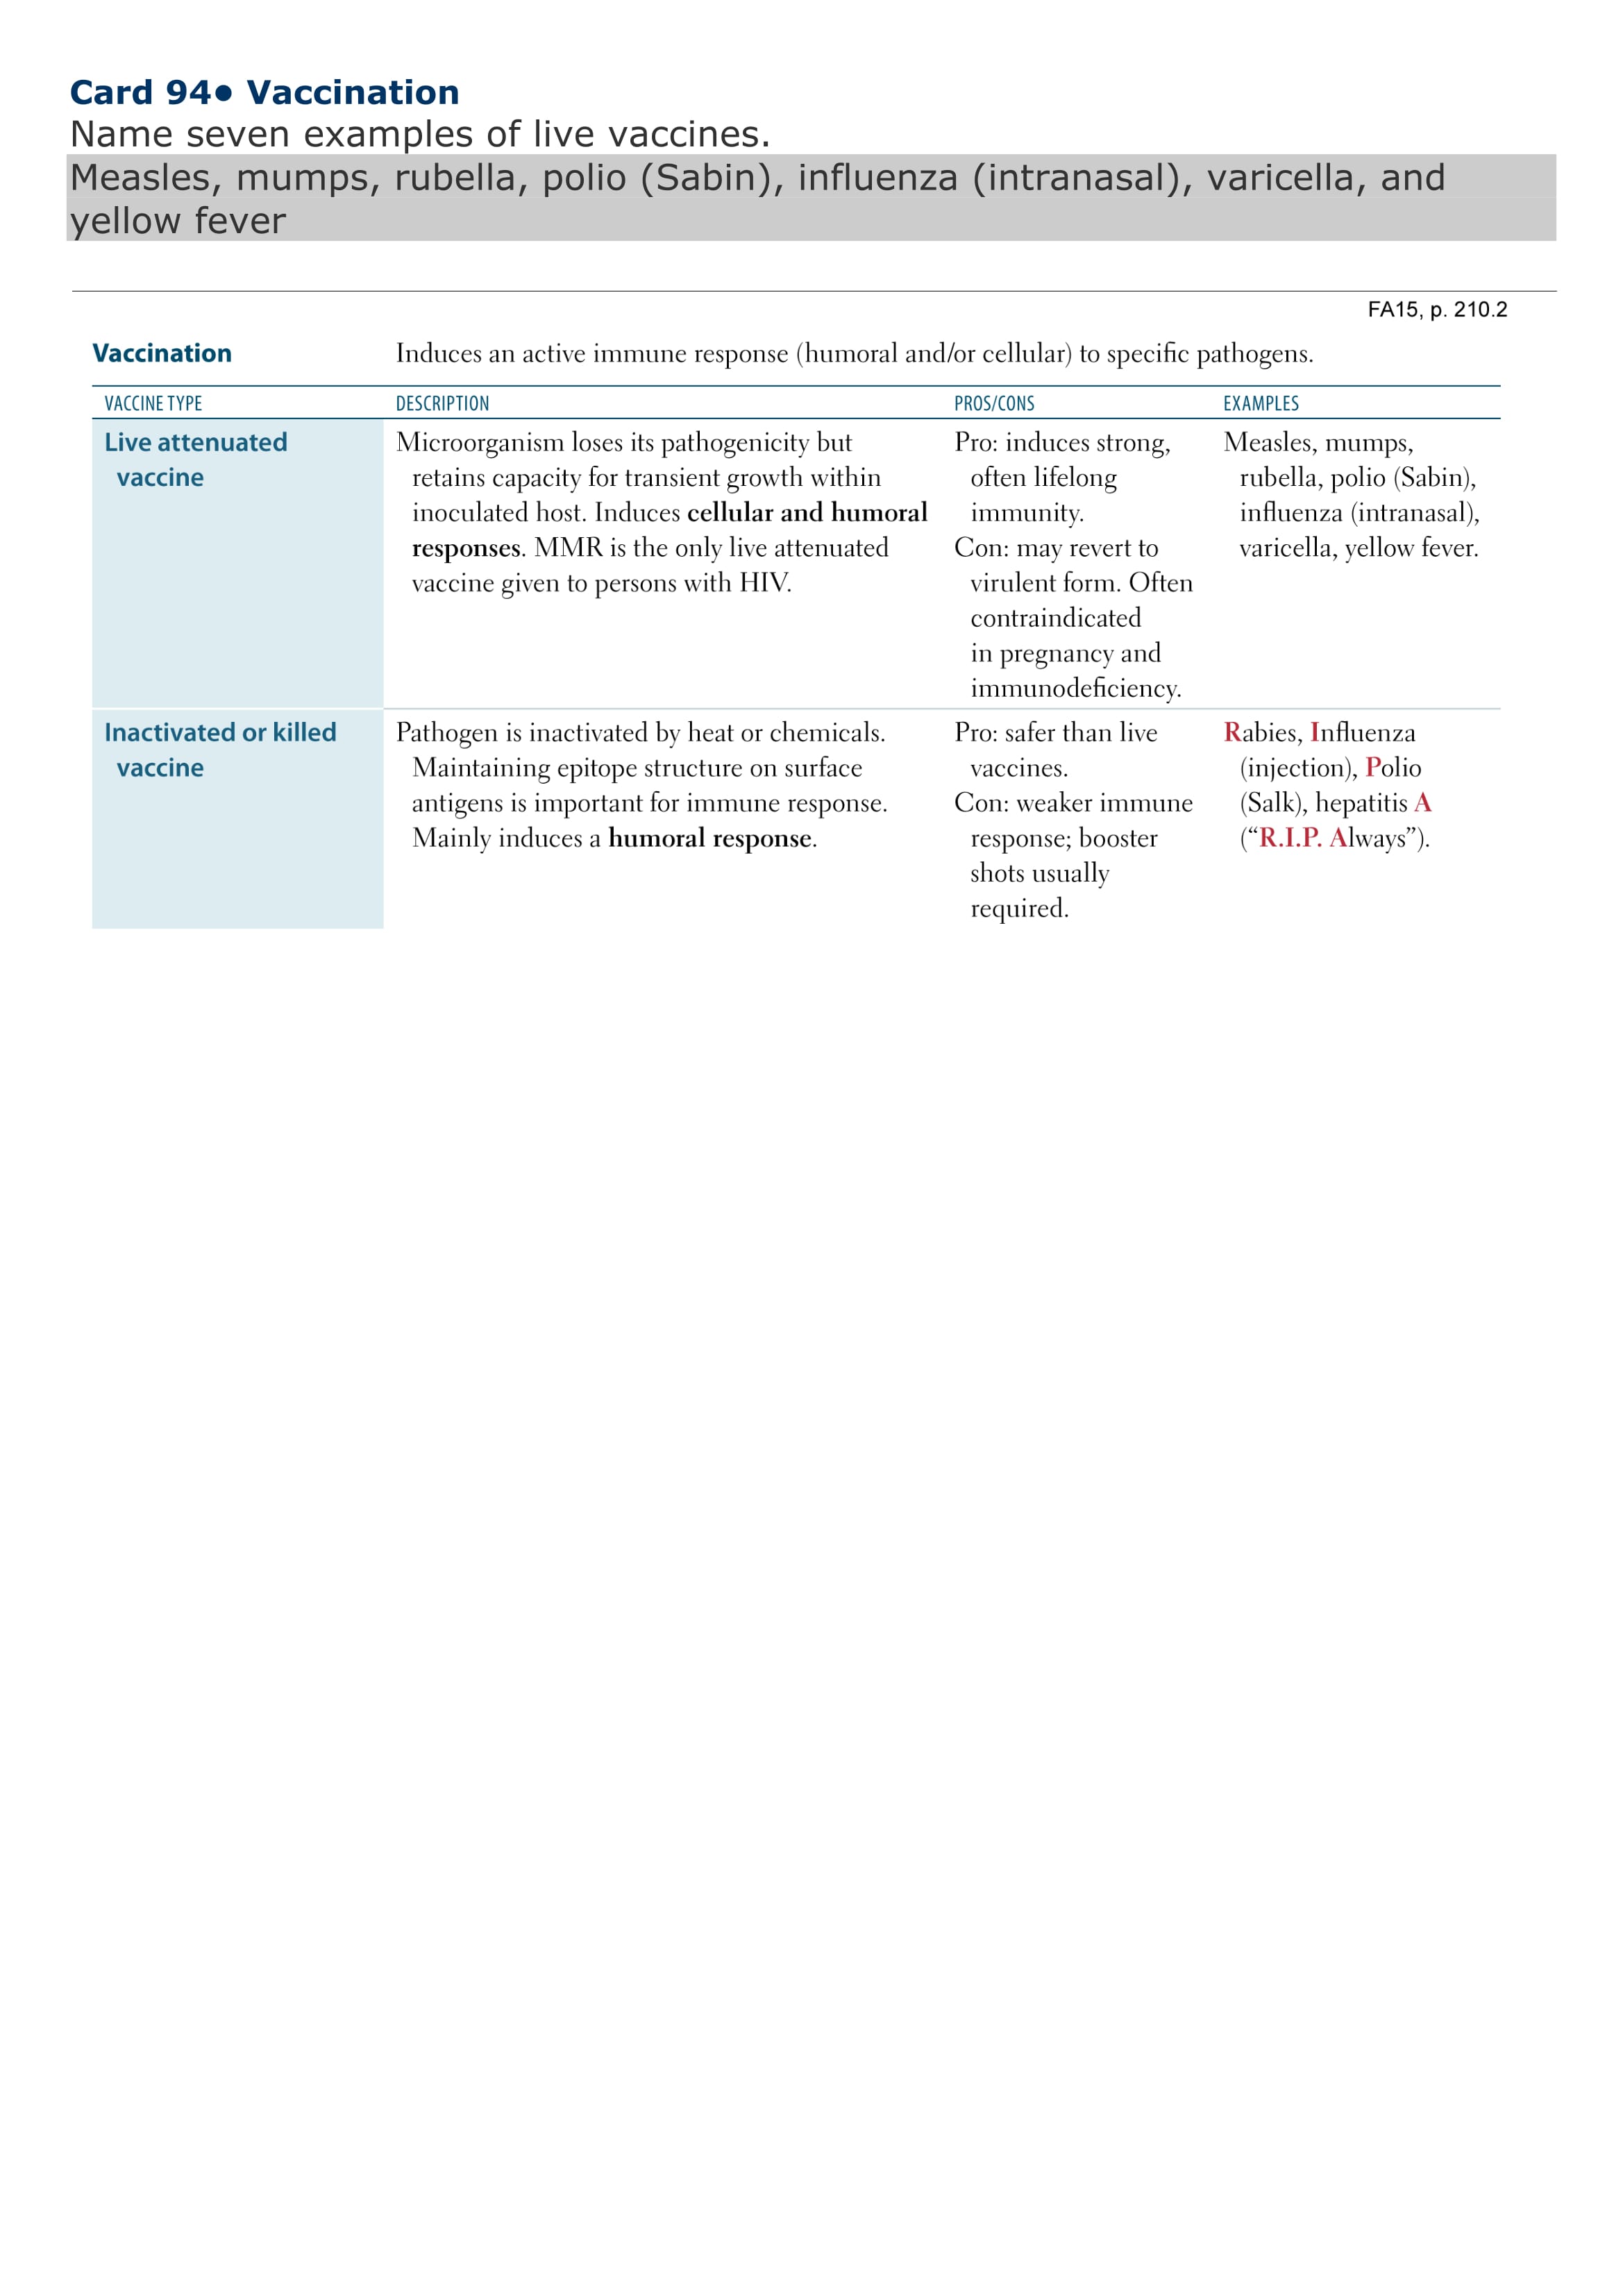 Card 94● Vaccination
Name seven examples of live vaccines.
Measles, mumps, rubella, polio (Sabin), influenza (intranasal), varicella, and
yellow fever
FA15, p. 210.2
Vaccination
Induces an active immune response (humoral and/or cellular) to specific pathogens.
VACCINE TYPE
DESCRIPTION
PROS/CONS
EXAMPLES
Live attenuated
vaccine
Microorganism loses its pathogenicity but
retains capacity for transient growth within
inoculated host. Induces cellular and humoral
responses. MMR is the only live attenuated
vaccine given to persons with HIV.
Pro: induces strong,
often lifelong
immunity.
Con: may revert to
virulent form. Often
contraindicated
in pregnancy and
immunodeficiency.
Measles, mumps,
rubella, polio (Sabin),
influenza (intranasal),
varicella, yellow fever.
Inactivated or killed
vaccine
Pathogen is inactivated by heat or chemicals.
Maintaining epitope structure on surface
antigens is important for immune response.
Mainly induces a humoral response.
Pro: safer than live
vaccines.
Con: weaker immune
response; booster
shots usually
required.
Rabies, Influenza
(injection), Polio
(Salk), hepatitis A
(“R.I.P. Always”).